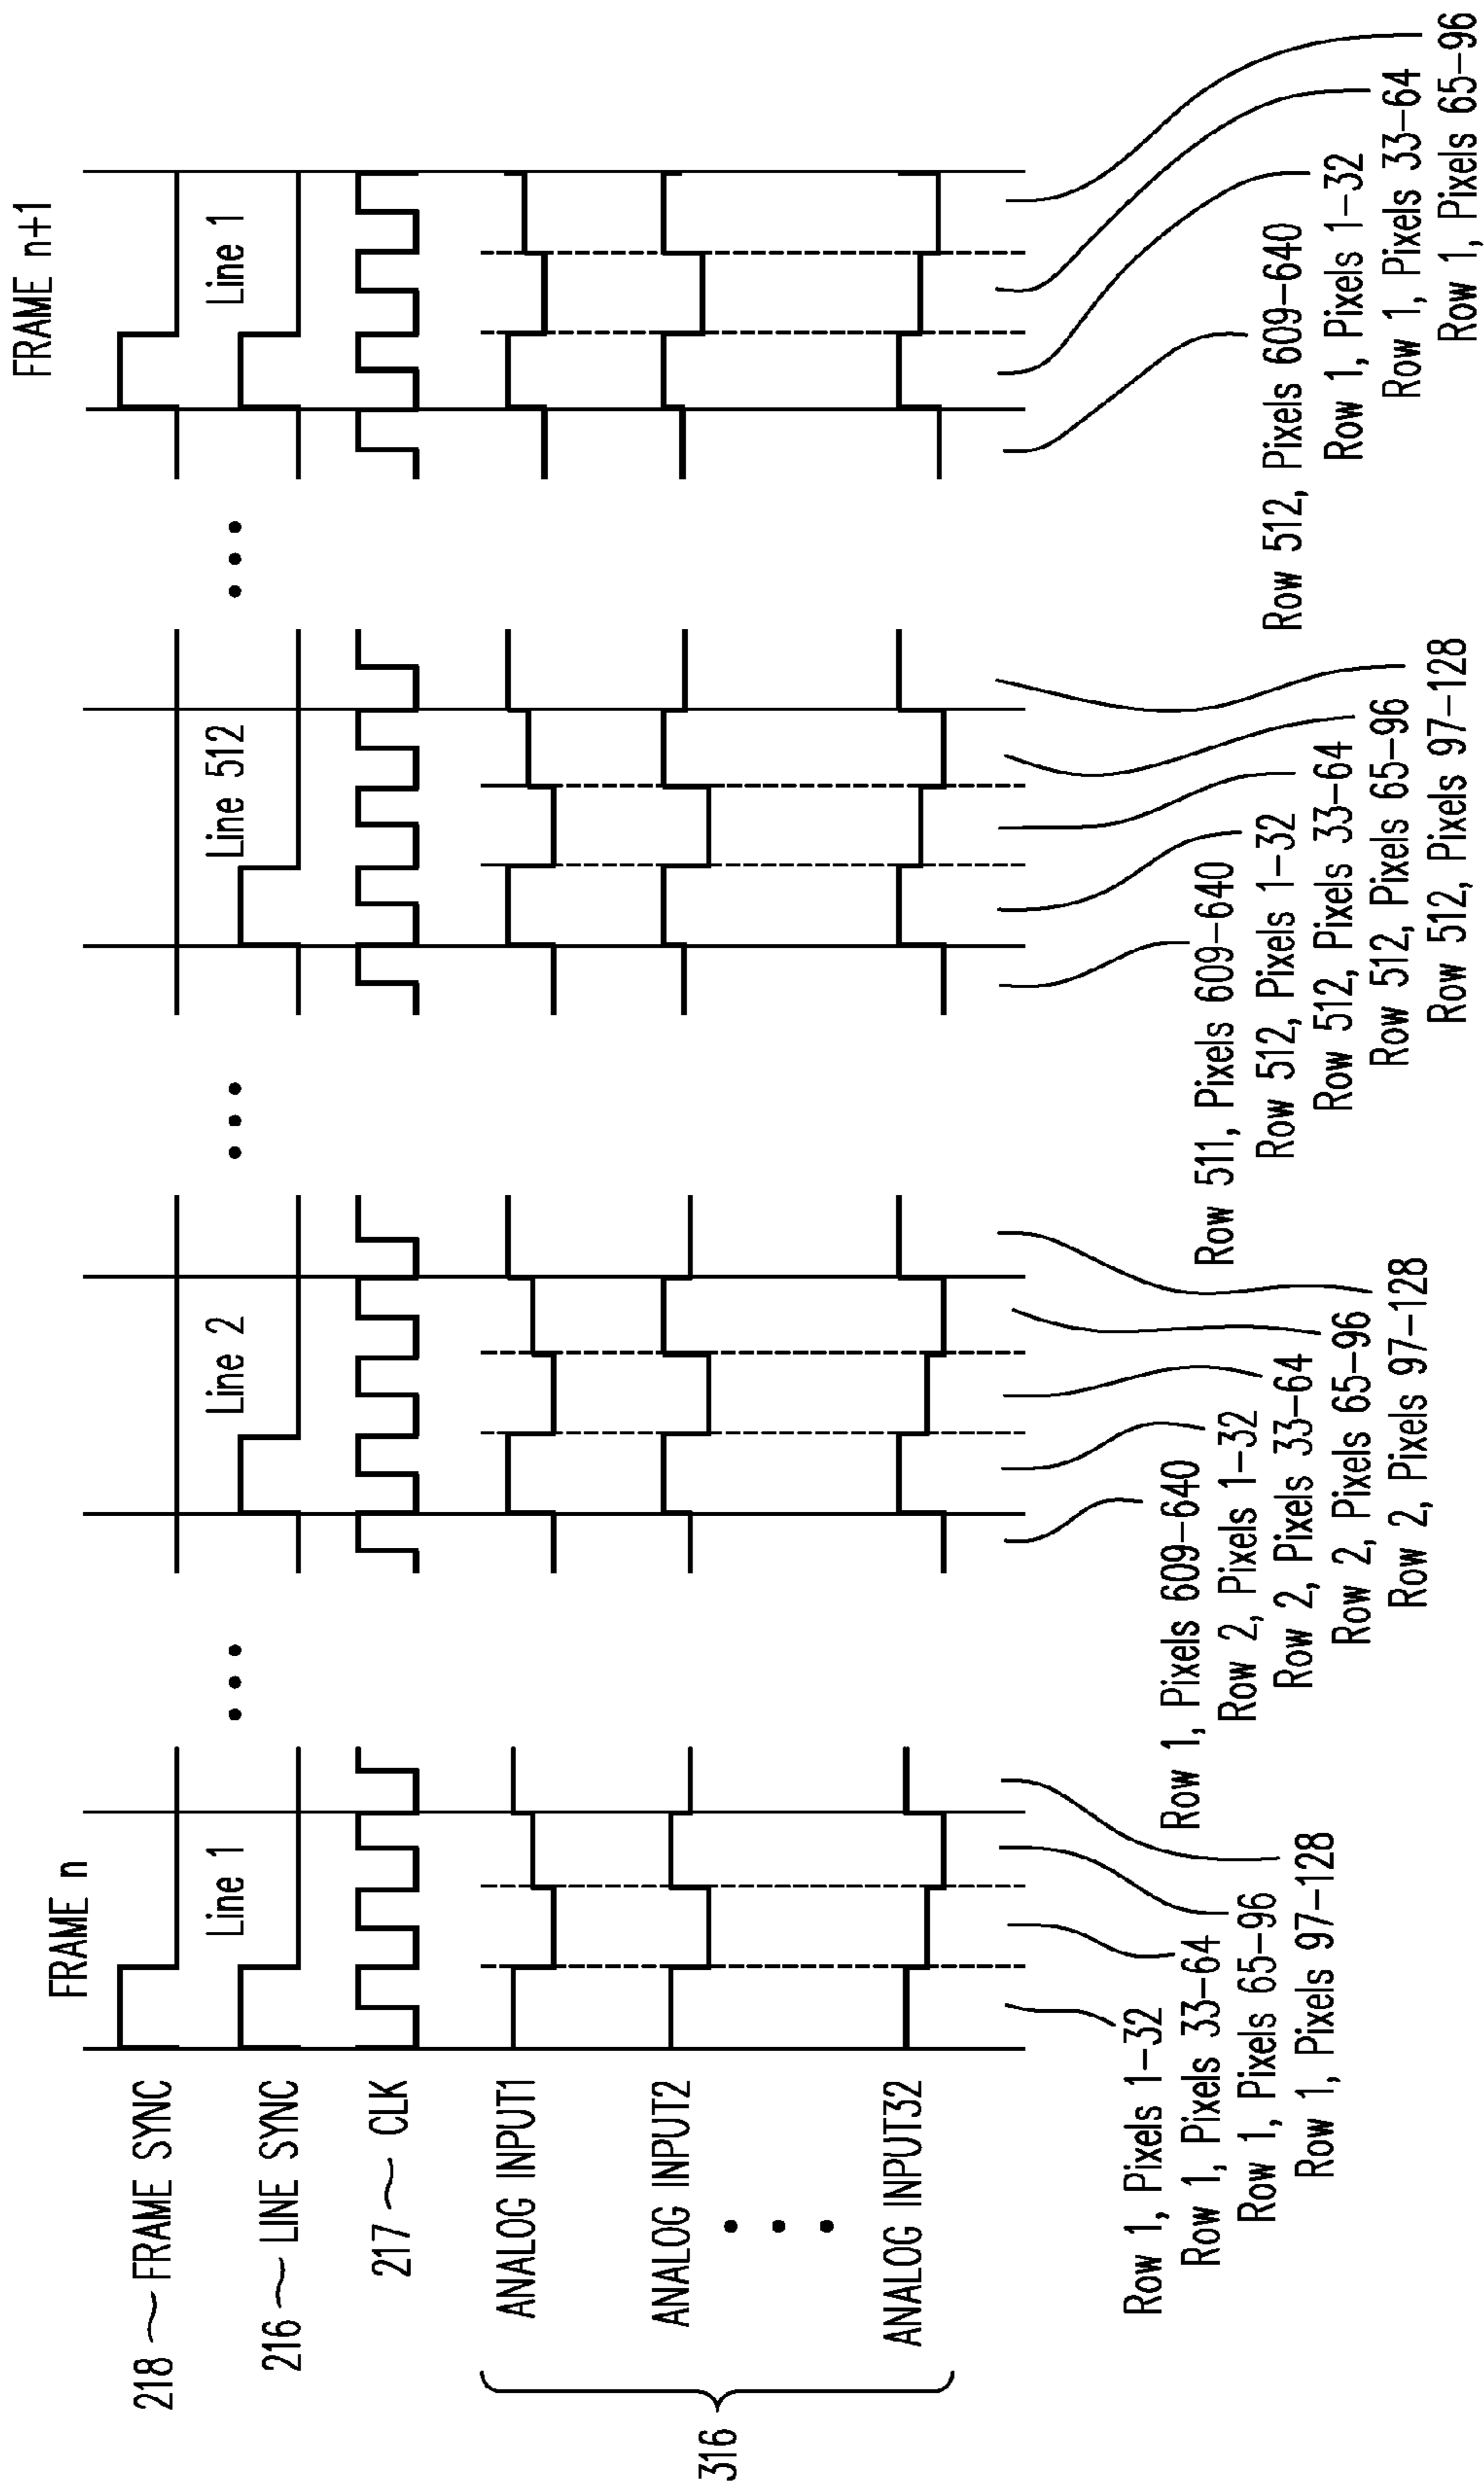 FRAME n
FRAME n+1
218 ~ FRAME SYNC
Line 1
Line 2
Line 512
Line 1
216 ~ LINE SYNC
217 ~ CLK
316
ANALOG INPUT1
ANALOG INPUT2
ANALOG INPUT32
Row 1, Pixels 1-32
Row 1, Pixels 33-64
Row 1, Pixels 65-96
Row 1, Pixels 97-128
Row 1, Pixels 609-640
Row 2, Pixels 1-32
Row 2, Pixels 33-64
Row 2, Pixels 65-96
Row 2, Pixels 97-128
Row 511, Pixels 609-640
Row 512, Pixels 1-32
Row 512, Pixels 33-64
Row 512, Pixels 65-96
Row 512, Pixels 97-128
Row 512, Pixels 609-640
Row 1, Pixels 1-32
Row 1, Pixels 33-64
Row 1, Pixels 65-96